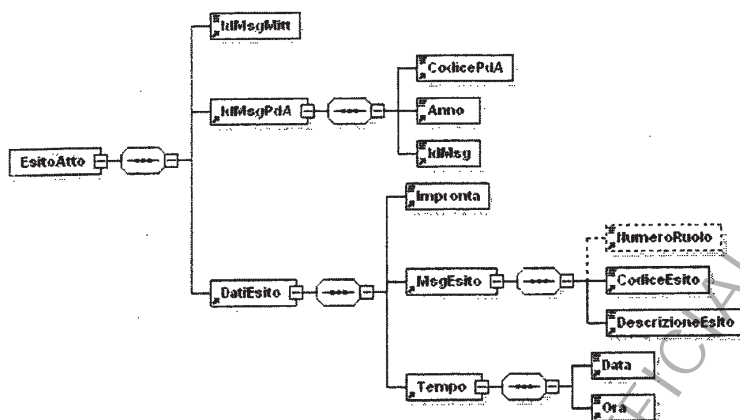 IdMsgMitt
CodicePdA
IdMsgPdA
Anno
EsitoAtto
IdMsg
Impronta
NumeroRuolo
MsgEsito
CodiceEsito
DatiEsito
DescrizioneEsito
Data
Tempo
Ora